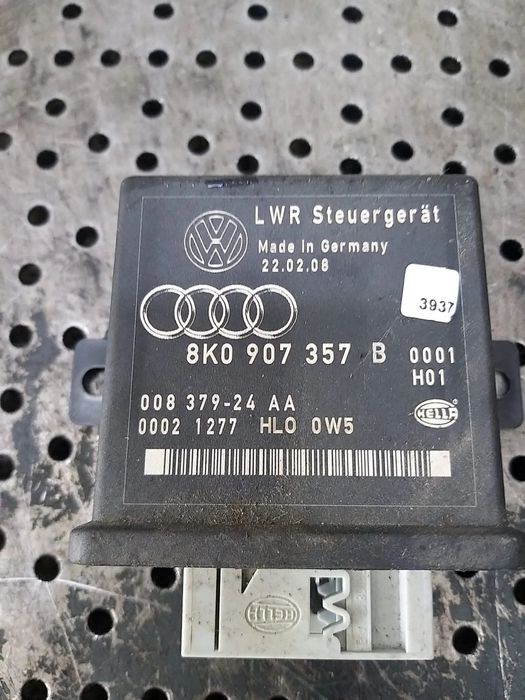 LWR Steuergerät
Made in Germany
22.02.08
3937
8K0 907 357 B 0001
H01
008 379-24 AA
0002 1277 HL0 0W5
HELLA
HELLA